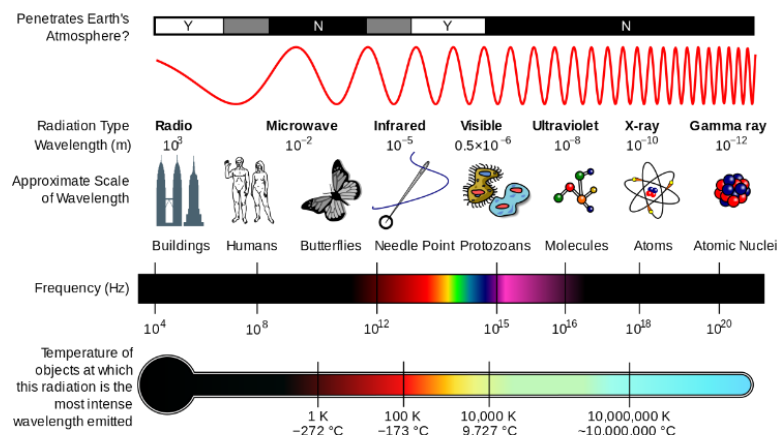 Penetrates Earth's
Atmosphere?
Y N Y N
Radiation Type
Radio Microwave Infrared Visible Ultraviolet X-ray Gamma ray
Wavelength (m)
10³ 10⁻² 10⁻⁵ 0.5×10⁻⁶ 10⁻⁸ 10⁻¹⁰ 10⁻¹²
Approximate Scale
of Wavelength
Buildings Humans Butterflies Needle Point Protozoans Molecules Atoms Atomic Nuclei
Frequency (Hz)
10⁴ 10⁸ 10¹² 10¹⁵ 10¹⁶ 10¹⁸ 10²⁰
Temperature of
objects at which
this radiation is the
most intense
wavelength emitted
1 K 100 K 10,000 K 10,000,000 K
−272 °C −173 °C 9,727 °C ~10,000,000 °C